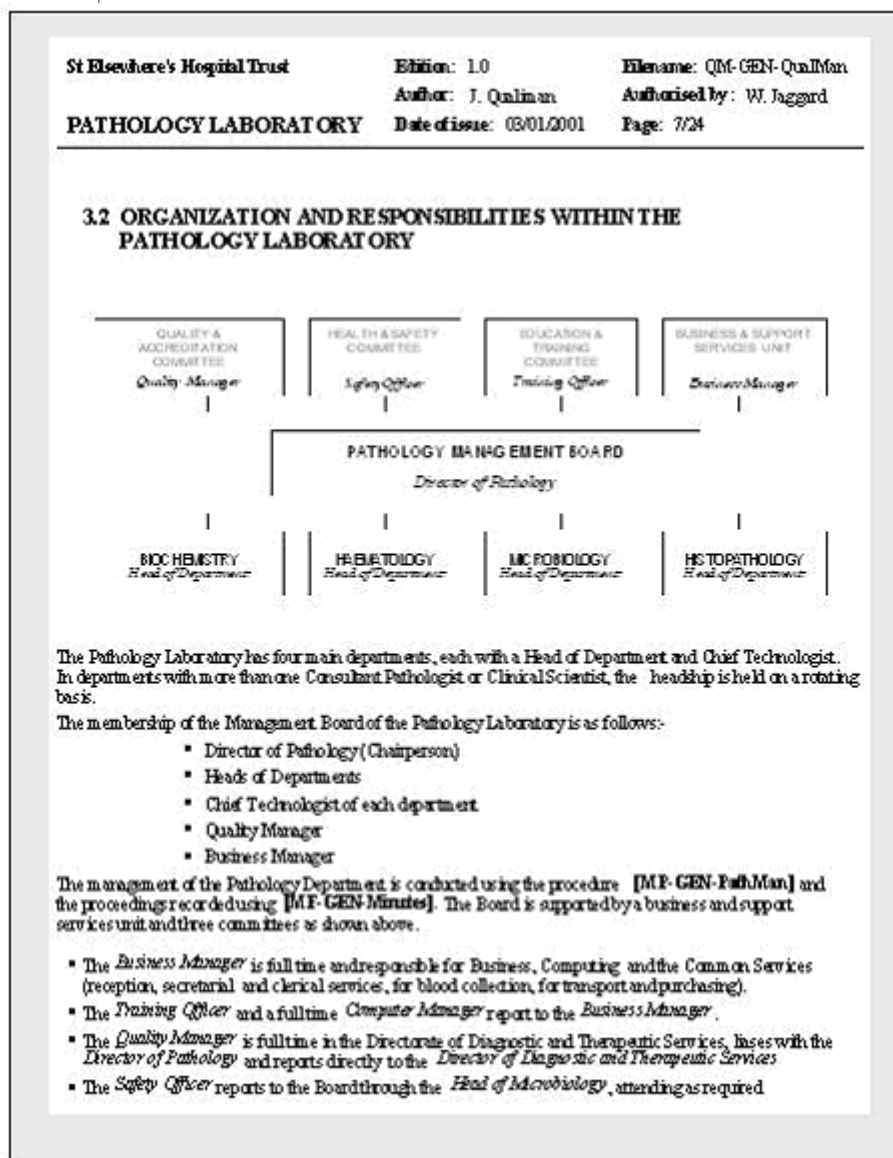 St Elsewhere's Hospital Trust Edition: 1.0 Filename: QM-GEN-QualMan
Author: J. Qualman Authorised by: W. Jaggard
PATHOLOGY LABORATORY Date of issue: 03/01/2001 Page: 7/24
3.2 ORGANIZATION AND RESPONSIBILITIES WITHIN THE
PATHOLOGY LABORATORY
QUALITY &
ACCREDITATION
COMMITTEE
Quality Manager
HEALTH & SAFETY
COMMITTEE
Safety Officer
EDUCATION &
TRAINING
COMMITTEE
Training Officer
BUSINESS & SUPPORT
SERVICES UNIT
Business Manager
PATHOLOGY MANAGEMENT BOARD
Director of Pathology
BIOCHEMISTRY
Head of Department
HAEMATOLOGY
Head of Department
MICROBIOLOGY
Head of Department
HISTOPATHOLOGY
Head of Department
The Pathology Laboratory has four main departments, each with a Head of Department and Chief Technologist.
In departments with more than one Consultant Pathologist or Clinical Scientist, the headship is held on a rotating
basis.
The membership of the Management Board of the Pathology Laboratory is as follows:-
▪ Director of Pathology (Chairperson)
▪ Heads of Departments
▪ Chief Technologist of each department
▪ Quality Manager
▪ Business Manager
The management of the Pathology Department is conducted using the procedure [MP-GEN-PathMan] and
the proceedings recorded using [MF-GEN-Minutes]. The Board is supported by a business and support
services unit and three committees as shown above.
▪ The Business Manager is full time and responsible for Business, Computing and the Common Services
(reception, secretarial and clerical services, for blood collection, for transport and purchasing).
▪ The Training Officer and a full time Computer Manager report to the Business Manager.
▪ The Quality Manager is full time in the Directorate of Diagnostic and Therapeutic Services, liases with the
Director of Pathology and reports directly to the Director of Diagnostic and Therapeutic Services
▪ The Safety Officer reports to the Board through the Head of Microbiology, attending as required